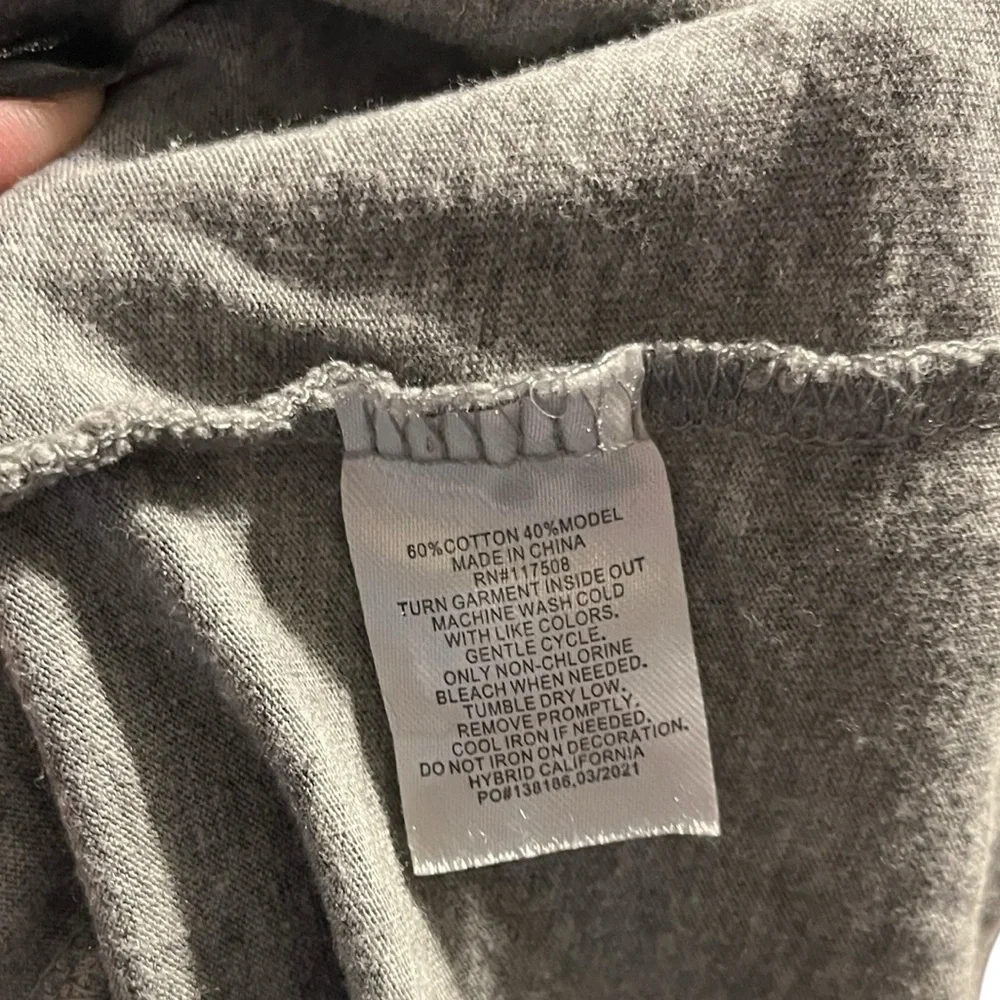 60%COTTON 40%MODEL
MADE IN CHINA
RN#117508
TURN GARMENT INSIDE OUT
MACHINE WASH COLD
WITH LIKE COLORS.
GENTLE CYCLE.
ONLY NON-CHLORINE
BLEACH WHEN NEEDED.
TUMBLE DRY LOW.
REMOVE PROMPTLY.
COOL IRON IF NEEDED.
DO NOT IRON ON DECORATION.
HYBRID CALIFORNIA
PO#138186,03/2021